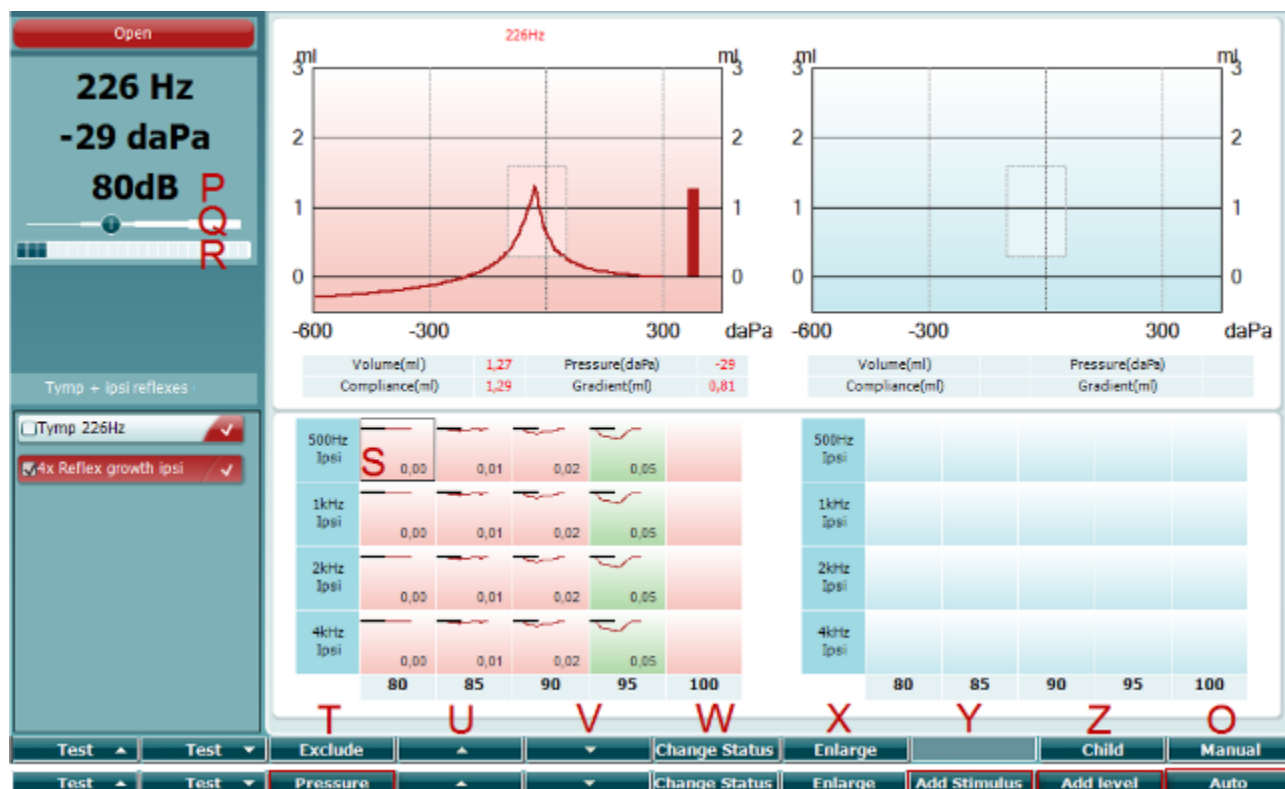 Open
226 Hz
-29 daPa
80dB P
Q
R
Tymp + ipsi reflexes
Tymp 226Hz
4x Reflex growth ipsi
226Hz
ml ml
3 3
2 2
1 1
0 0
-600 -300 300 daPa
Volume(ml) 1,27 Pressure(daPa) -29
Compliance(ml) 1,29 Gradient(ml) 0,81
ml ml
3 3
2 2
1 1
0 0
-600 -300 300 daPa
Volume(ml) Pressure(daPa)
Compliance(ml) Gradient(ml)
500Hz
Ipsi
S 0,00 0,01 0,02 0,05
1kHz
Ipsi
0,00 0,01 0,02 0,05
2kHz
Ipsi
0,00 0,01 0,02 0,05
4kHz
Ipsi
0,00 0,01 0,02 0,05
80 85 90 95 100
500Hz
Ipsi
1kHz
Ipsi
2kHz
Ipsi
4kHz
Ipsi
80 85 90 95 100
T U V W X Y Z O
Test Test Exclude Change Status Enlarge Child Manual
Test Test Pressure Change Status Enlarge Add Stimulus Add level Auto